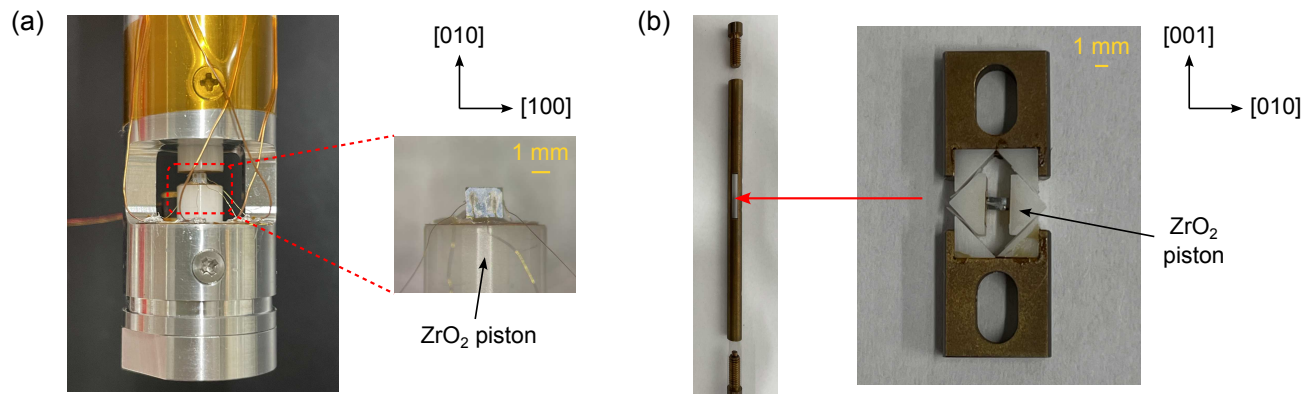 (a)
[010]
[100]
1 mm
ZrO₂ piston
(b)
1 mm
[001]
[010]
ZrO₂
piston